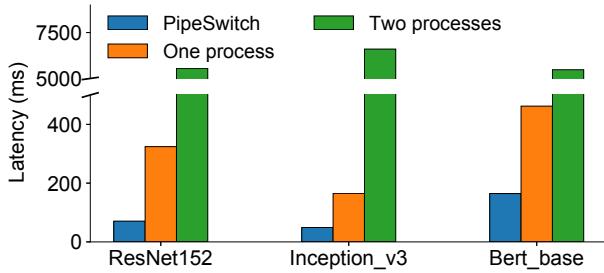 PipeSwitch
One process
Two processes
Latency (ms)
7500
5000
400
200
0
ResNet152
Inception_v3
Bert_base